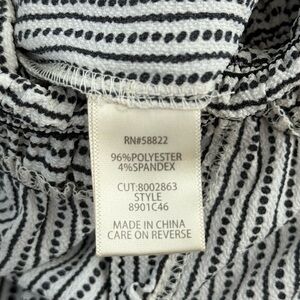 RN#58822
96%POLYESTER
4%SPANDEX
CUT:8002863
STYLE
8901C46
MADE IN CHINA
CARE ON REVERSE